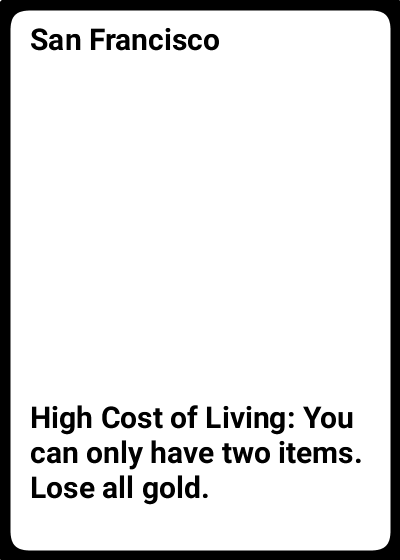 San Francisco
High Cost of Living: You
can only have two items.
Lose all gold.